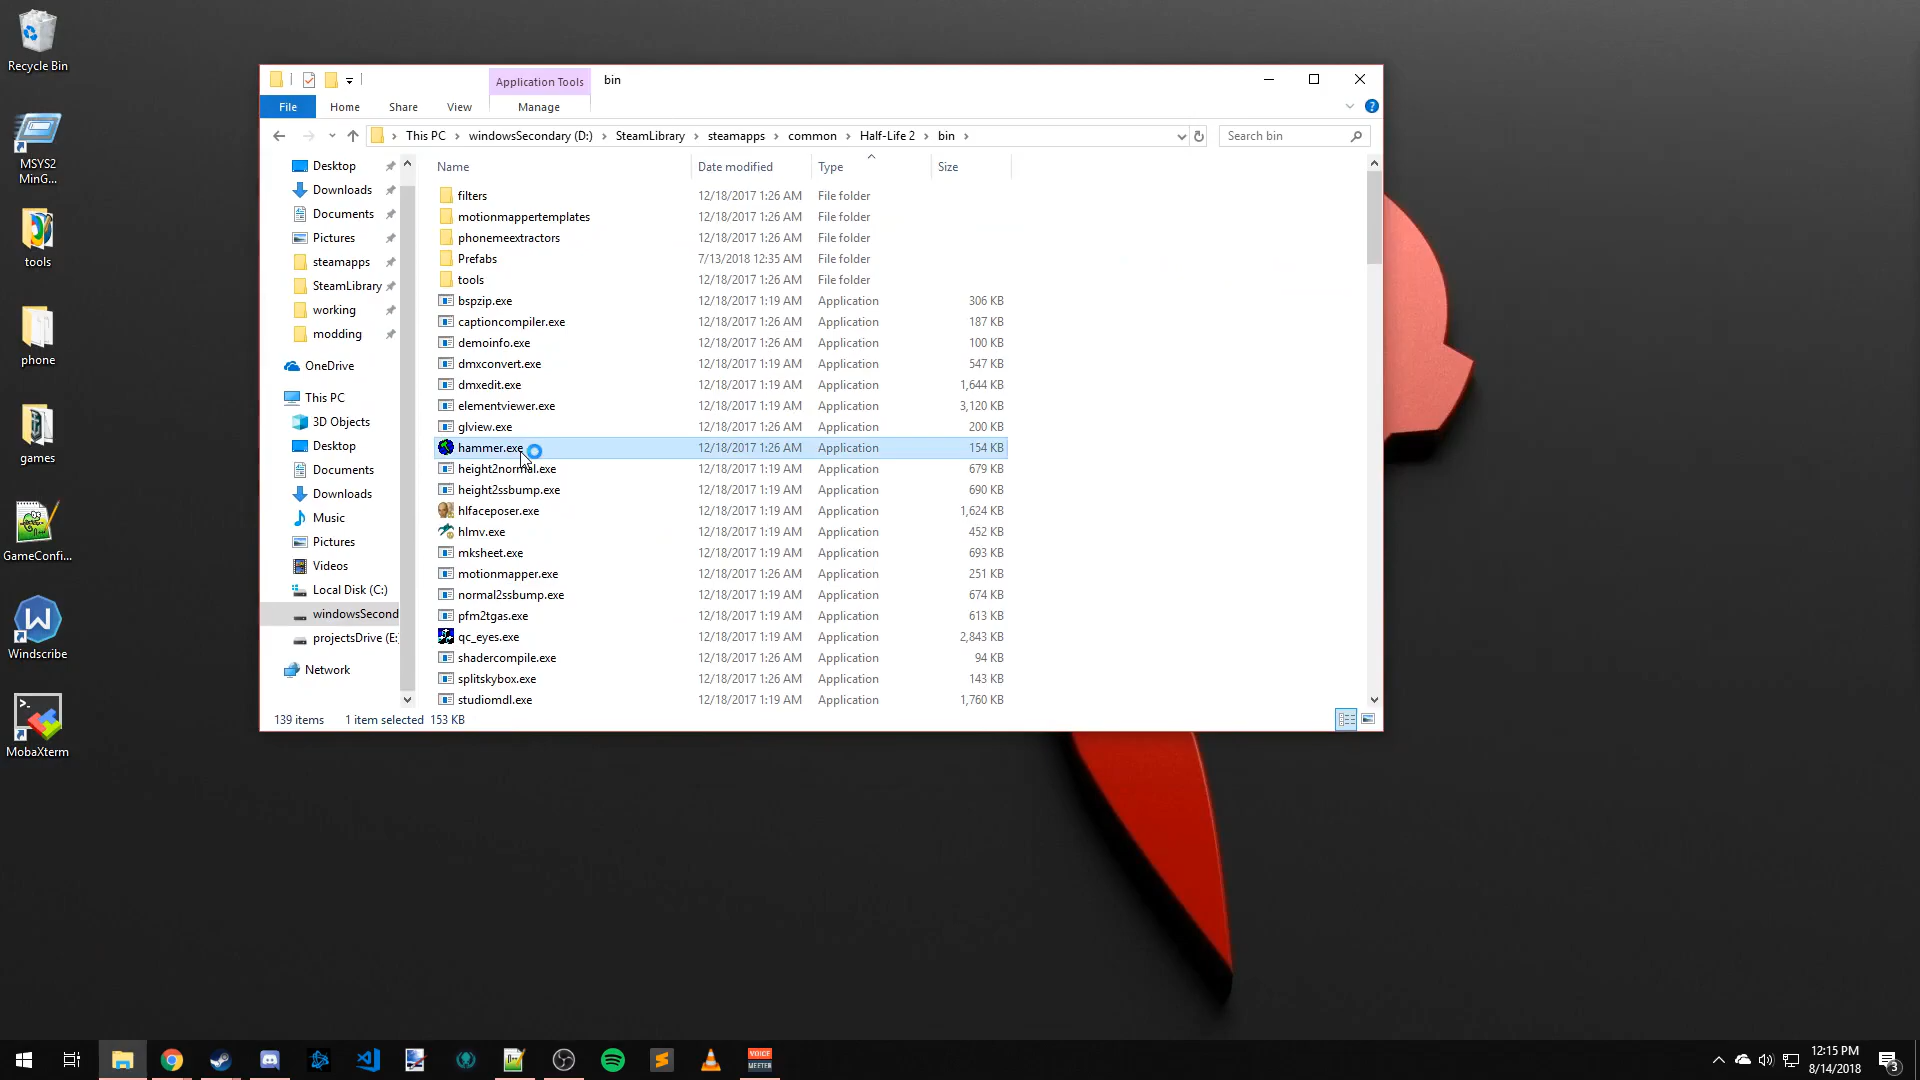 Recycle Bin
MSYS2
MinG...
tools
phone
games
GameConfi...
Windscribe
MobaXterm
Application Tools
bin
File
Home
Share
View
Manage
This PC
windowsSecondary (D:)
SteamLibrary
steamapps
common
Half-Life 2
bin
Search bin
Desktop
Downloads
Documents
Pictures
steamapps
SteamLibrary
working
modding
OneDrive
This PC
3D Objects
Desktop
Documents
Downloads
Music
Pictures
Videos
Local Disk (C:)
windowsSecond
projectsDrive (E:
Network
Name Date modified Type Size
filters 12/18/2017 1:26 AM File folder
motionmappertemplates 12/18/2017 1:26 AM File folder
phonemeextractors 12/18/2017 1:26 AM File folder
Prefabs 7/13/2018 12:35 AM File folder
tools 12/18/2017 1:26 AM File folder
bspzip.exe 12/18/2017 1:19 AM Application 306 KB
captioncompiler.exe 12/18/2017 1:26 AM Application 187 KB
demoinfo.exe 12/18/2017 1:26 AM Application 100 KB
dmxconvert.exe 12/18/2017 1:19 AM Application 547 KB
dmxedit.exe 12/18/2017 1:19 AM Application 1,644 KB
elementviewer.exe 12/18/2017 1:19 AM Application 3,120 KB
glview.exe 12/18/2017 1:19 AM Application 200 KB
hammer.exe 12/18/2017 1:26 AM Application 154 KB
height2normal.exe 12/18/2017 1:19 AM Application 679 KB
height2ssbump.exe 12/18/2017 1:19 AM Application 690 KB
hlfaceposer.exe 12/18/2017 1:19 AM Application 1,624 KB
hlmv.exe 12/18/2017 1:19 AM Application 452 KB
mksheet.exe 12/18/2017 1:19 AM Application 693 KB
motionmapper.exe 12/18/2017 1:26 AM Application 251 KB
normal2ssbump.exe 12/18/2017 1:19 AM Application 674 KB
pfm2tgas.exe 12/18/2017 1:19 AM Application 613 KB
qc_eyes.exe 12/18/2017 1:19 AM Application 2,843 KB
shadercompile.exe 12/18/2017 1:26 AM Application 94 KB
splitskybox.exe 12/18/2017 1:26 AM Application 143 KB
studiomdl.exe 12/18/2017 1:19 AM Application 1,760 KB
139 items 1 item selected 153 KB
VOICE
MEETER
12:15 PM
8/14/2018
3